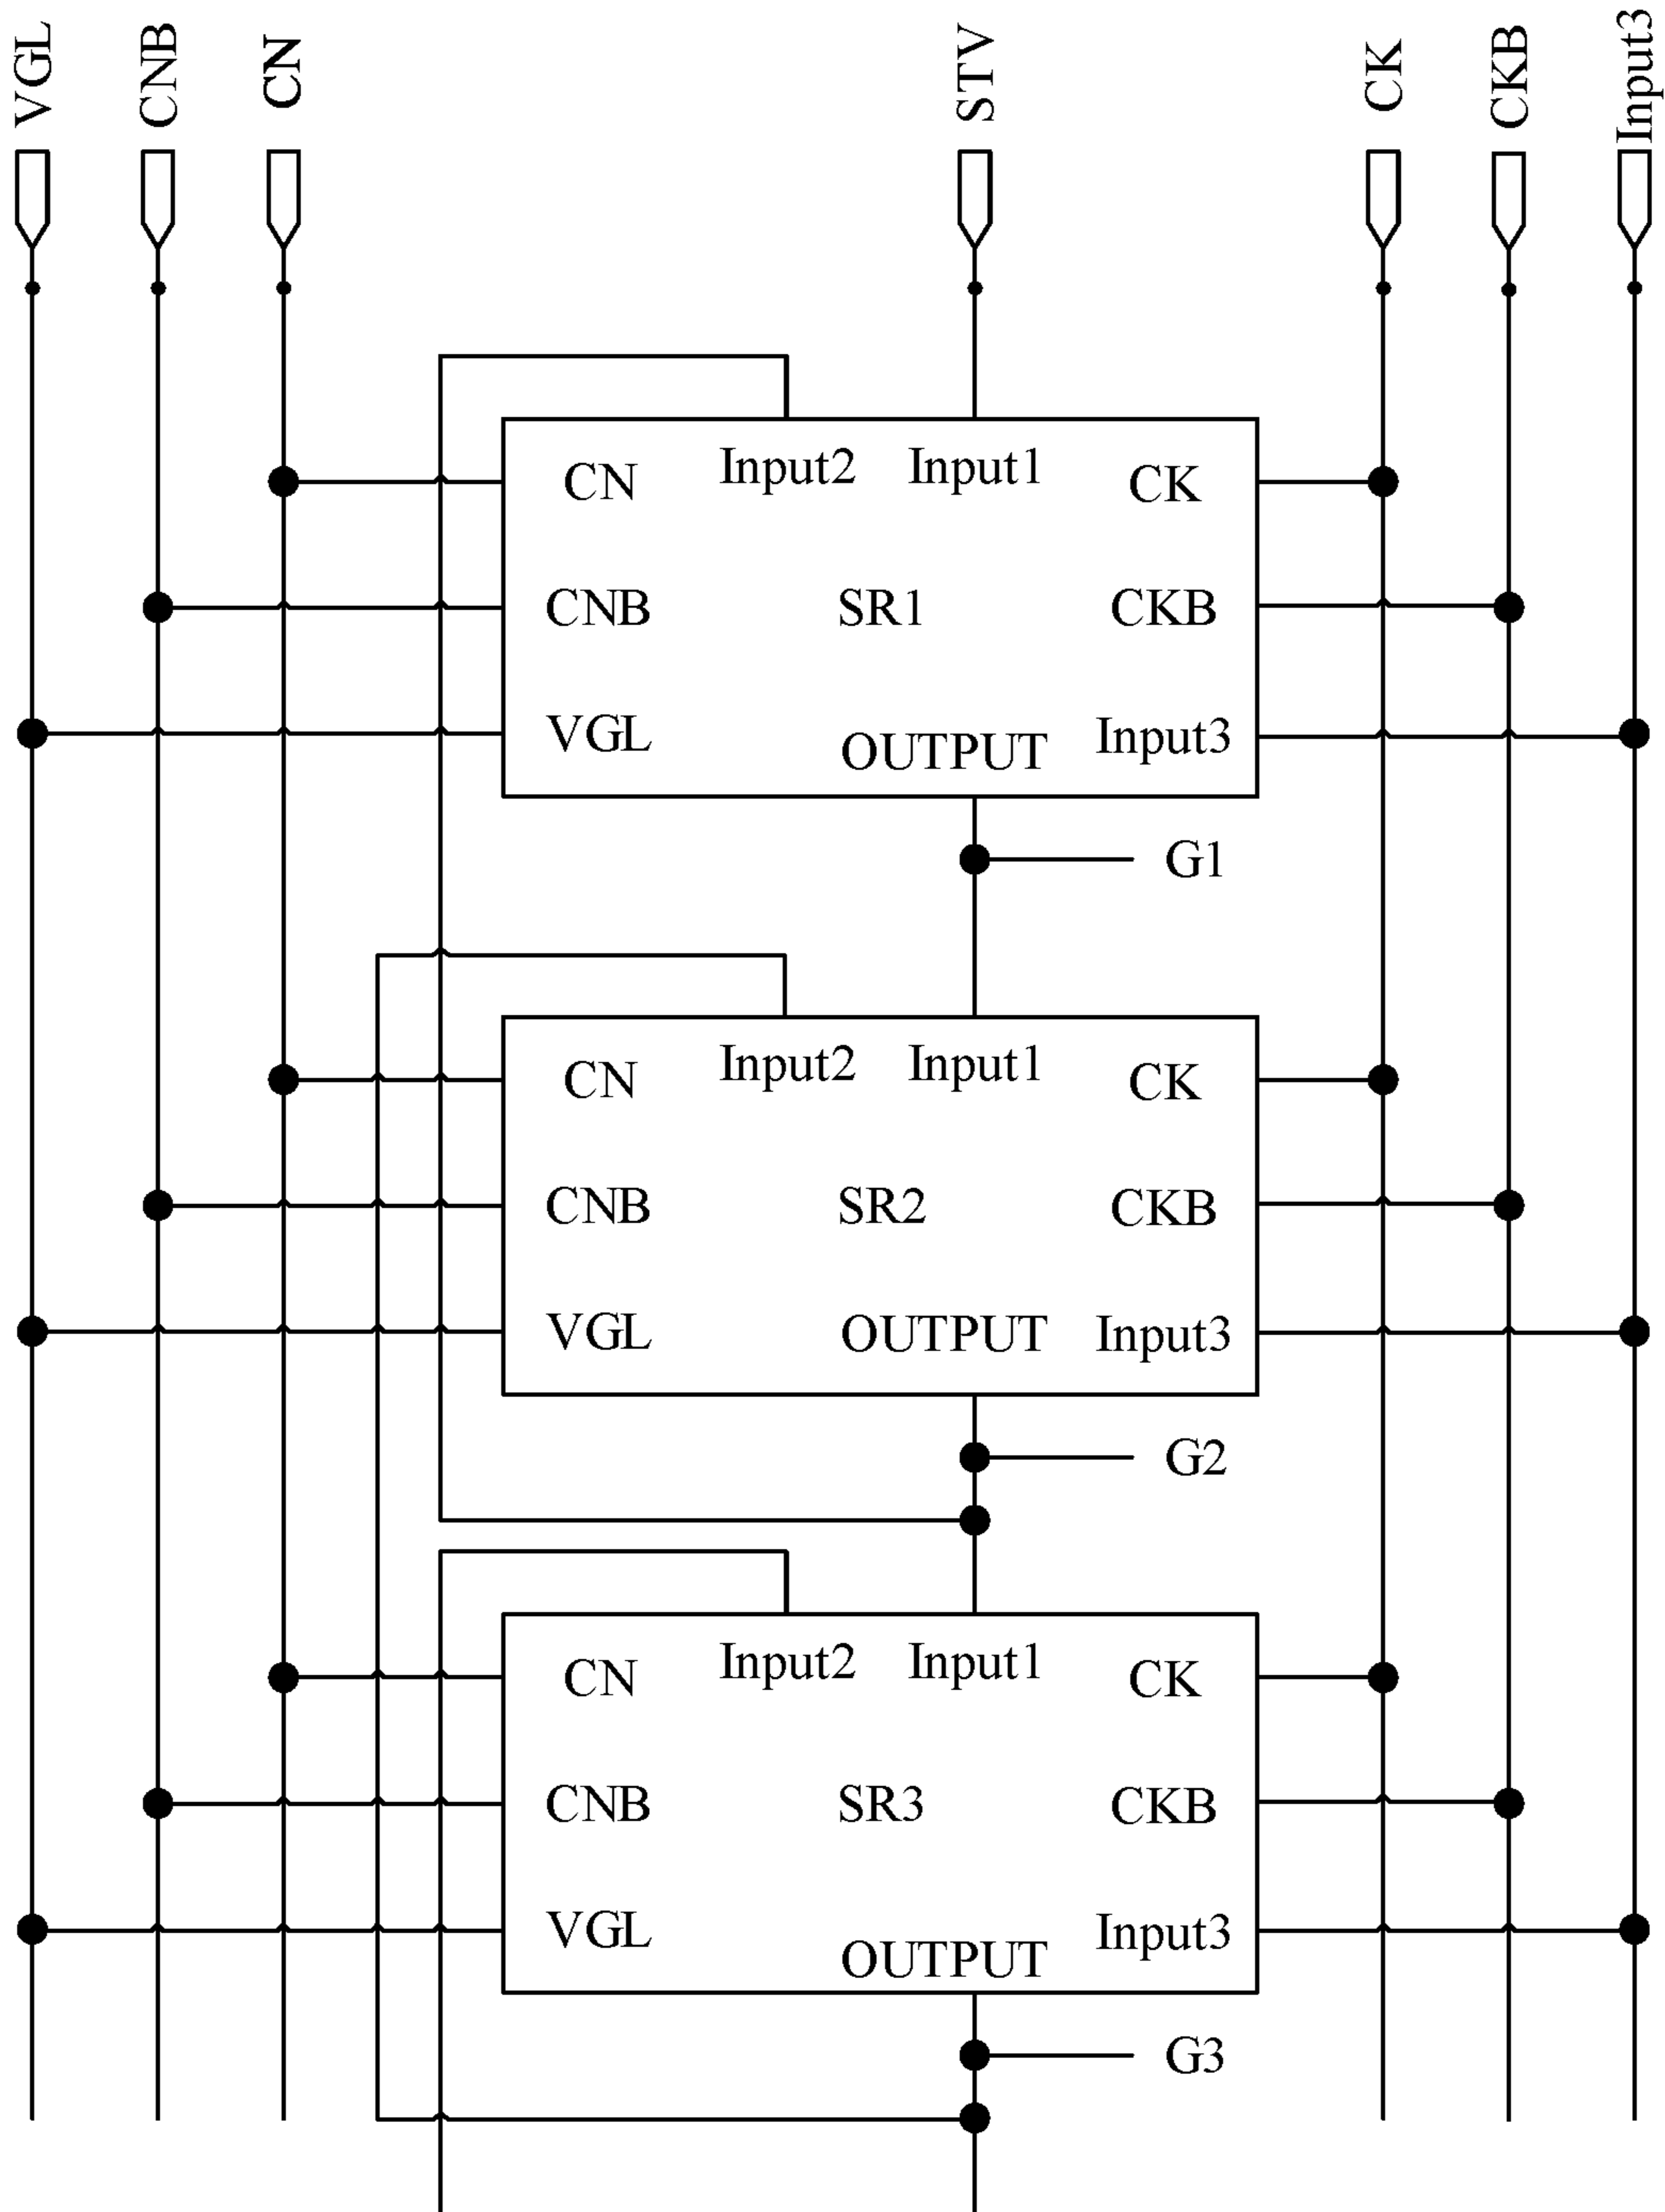 VGL
CNB
CN
STV
CK
CKB
Input3
CN Input2 Input1 CK
CNB SR1 CKB
VGL OUTPUT Input3
G1
CN Input2 Input1 CK
CNB SR2 CKB
VGL OUTPUT Input3
G2
CN Input2 Input1 CK
CNB SR3 CKB
VGL OUTPUT Input3
G3